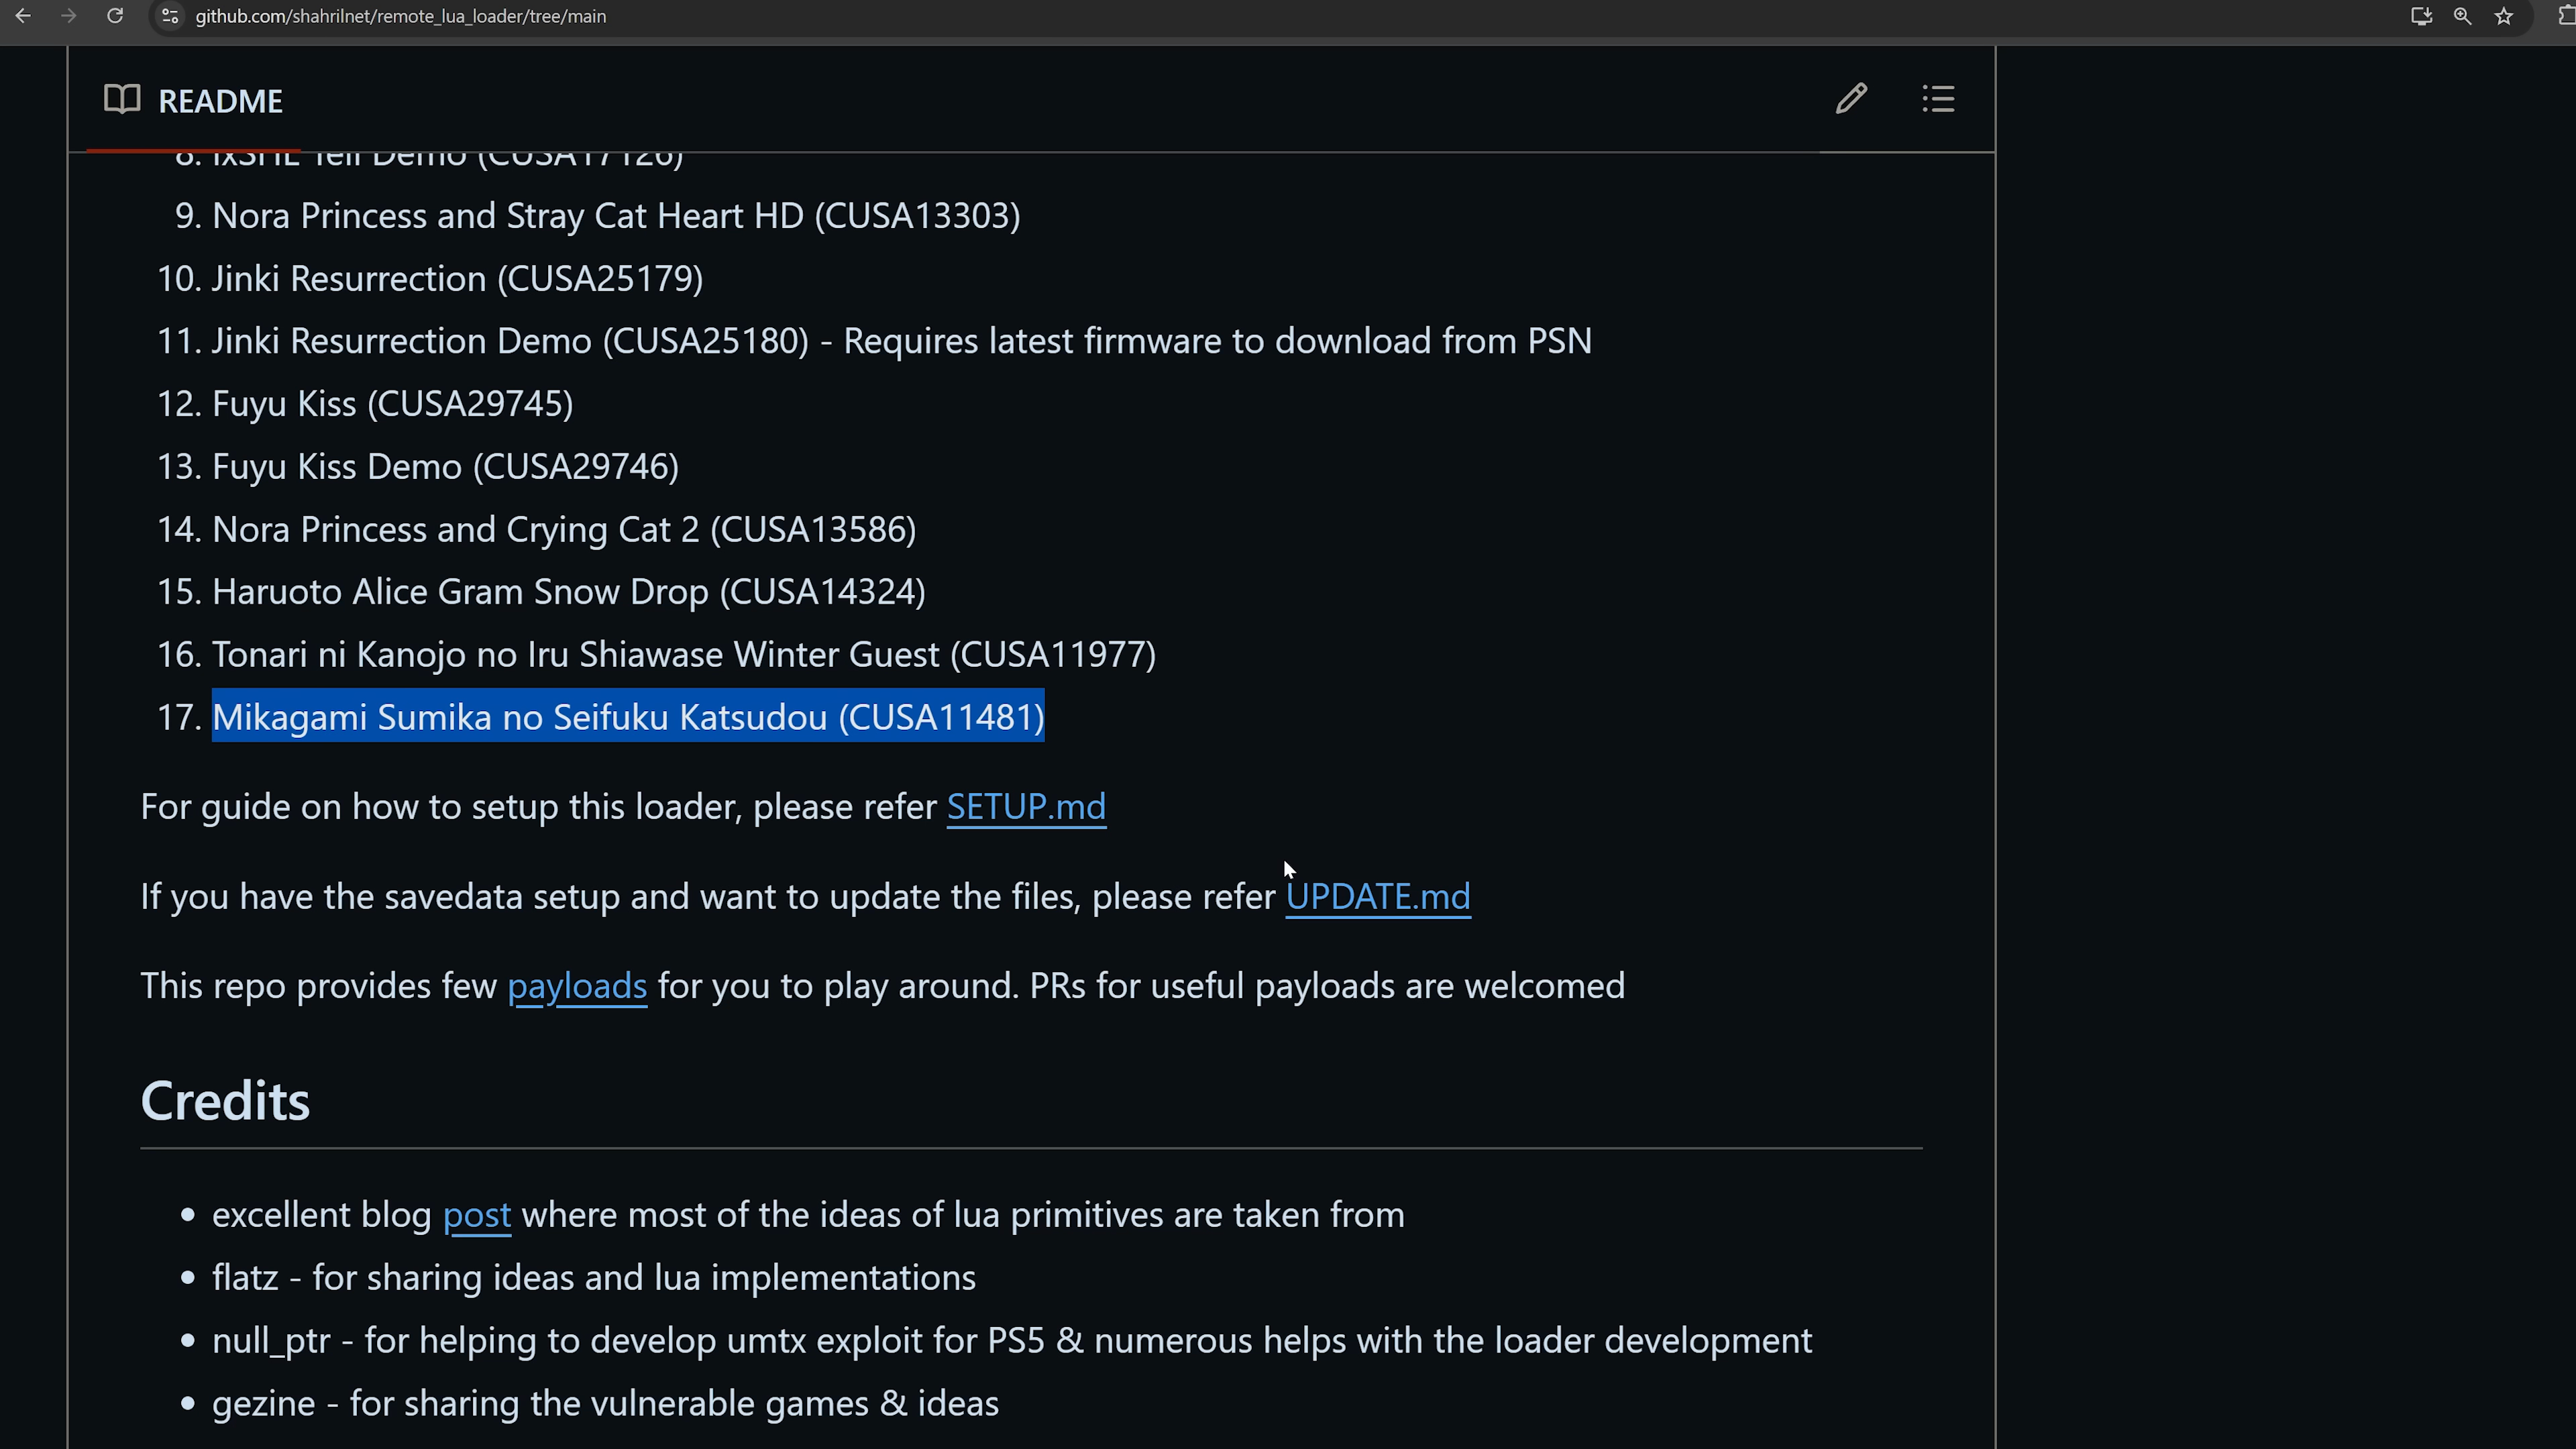 github.com/shahrilnet/remote_lua_loader/tree/main
README
8. IxSHE Tell Demo (CUSA17126)
9. Nora Princess and Stray Cat Heart HD (CUSA13303)
10. Jinki Resurrection (CUSA25179)
11. Jinki Resurrection Demo (CUSA25180) - Requires latest firmware to download from PSN
12. Fuyu Kiss (CUSA29745)
13. Fuyu Kiss Demo (CUSA29746)
14. Nora Princess and Crying Cat 2 (CUSA13586)
15. Haruoto Alice Gram Snow Drop (CUSA14324)
16. Tonari ni Kanojo no Iru Shiawase Winter Guest (CUSA11977)
17. Mikagami Sumika no Seifuku Katsudou (CUSA11481)
For guide on how to setup this loader, please refer SETUP.md
If you have the savedata setup and want to update the files, please refer UPDATE.md
This repo provides few payloads for you to play around. PRs for useful payloads are welcomed
Credits
• excellent blog post where most of the ideas of lua primitives are taken from
• flatz - for sharing ideas and lua implementations
• null_ptr - for helping to develop umtx exploit for PS5 & numerous helps with the loader development
• gezine - for sharing the vulnerable games & ideas